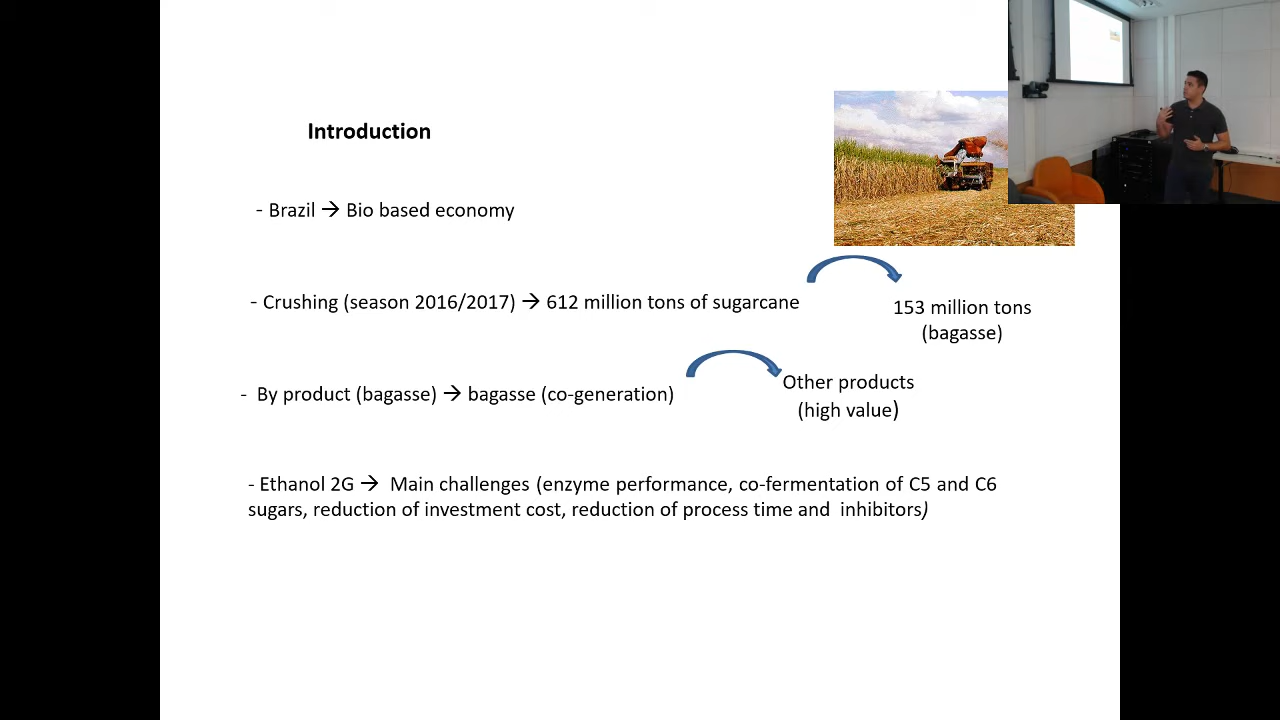 Introduction
- Brazil → Bio based economy
- Crushing (season 2016/2017) → 612 million tons of sugarcane
153 million tons
(bagasse)
- By product (bagasse) → bagasse (co-generation)
Other products
(high value)
- Ethanol 2G → Main challenges (enzyme performance, co-fermentation of C5 and C6
sugars, reduction of investment cost, reduction of process time and inhibitors)